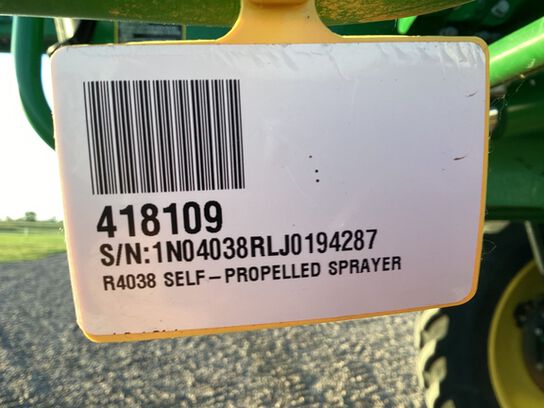 418109
S/N:1N04038RLJ0194287
R4038 SELF-PROPELLED SPRAYER